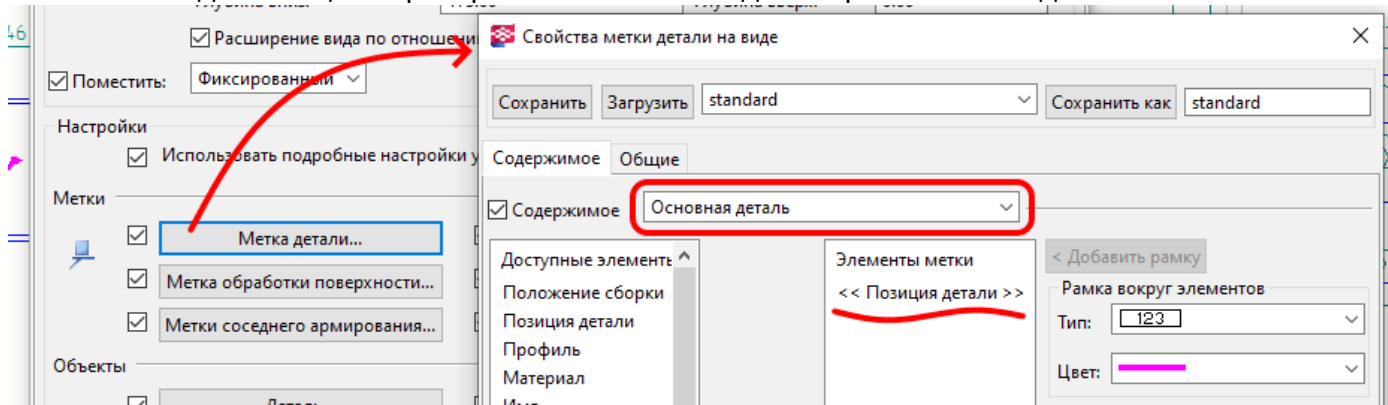 46
Расширение вида по отношени
Поместить:
Фиксированный
Настройки
Использовать подробные настройки у
Метки
Метка детали...
Метка обработки поверхности...
Метки соседнего армирования...
Объекты
Свойства метки детали на виде
Сохранить
Загрузить
standard
Сохранить как
standard
Содержимое
Общие
Содержимое
Основная деталь
Доступные элементь
Положение сборки
Позиция детали
Профиль
Материал
Элементы метки
<< Позиция детали >>
< Добавить рамку
Рамка вокруг элементов
Тип:
123
Цвет: